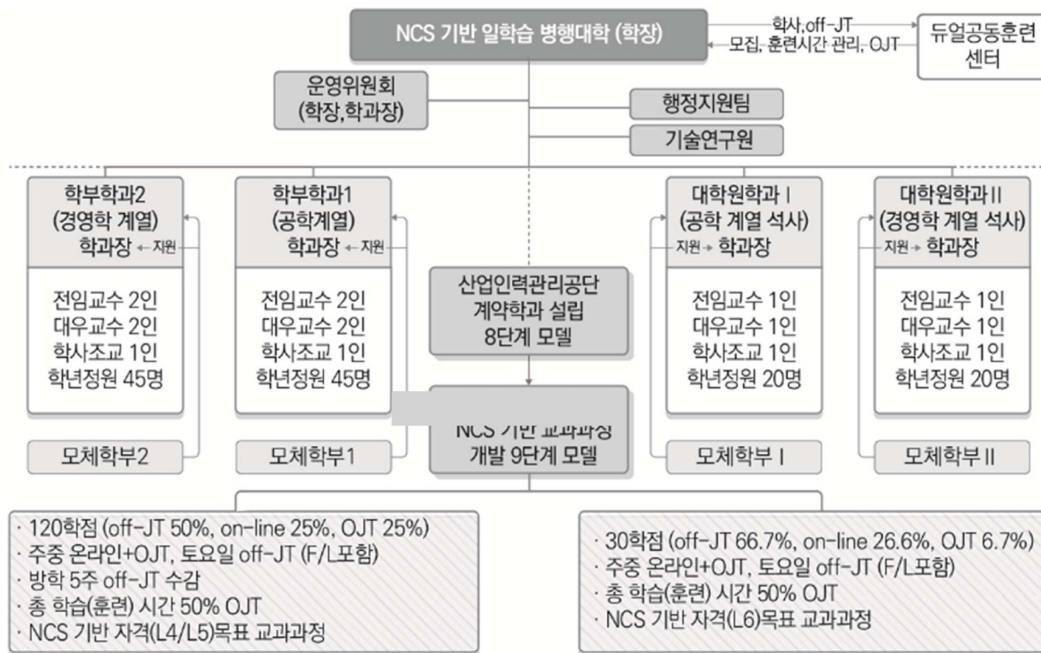 NCS 기반 일학습 병행대학 (학장)
학사,off-JT
모집, 훈련시간 관리, OJT
듀얼공동훈련
센터
운영위원회
(학장,학과장)
행정지원팀
기술연구원
학부학과2
(경영학 계열)
학과장 지원
전임교수 2인
대우교수 2인
학사조교 1인
학년정원 45명
모체학부2
학부학과1
(공학계열)
학과장 지원
전임교수 2인
대우교수 2인
학사조교 1인
학년정원 45명
모체학부1
산업인력관리공단
계약학과 설립
8단계 모델
NCS 기반 교과과정
개발 9단계 모델
대학원학과 I
(공학 계열 석사)
지원 학과장
전임교수 1인
대우교수 1인
학사조교 1인
학년정원 20명
모체학부 I
대학원학과 II
(경영학 계열 석사)
지원 학과장
전임교수 1인
대우교수 1인
학사조교 1인
학년정원 20명
모체학부 II
· 120학점 (off-JT 50%, on-line 25%, OJT 25%)
· 주중 온라인+OJT, 토요일 off-JT (F/L포함)
· 방학 5주 off-JT 수감
· 총 학습(훈련) 시간 50% OJT
· NCS 기반 자격(L4/L5)목표 교과과정
· 30학점 (off-JT 66.7%, on-line 26.6%, OJT 6.7%)
· 주중 온라인+OJT, 토요일 off-JT (F/L포함)
· 총 학습(훈련) 시간 50% OJT
· NCS 기반 자격(L6)목표 교과과정